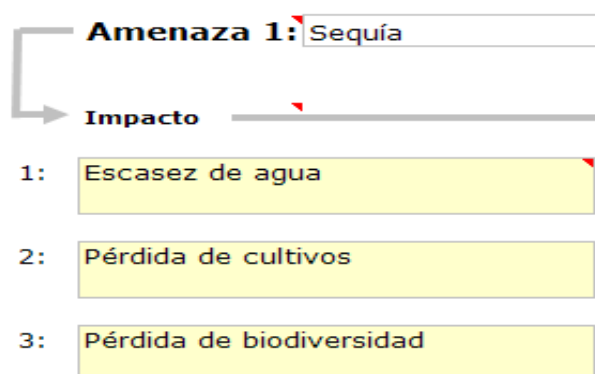 Amenaza 1: Sequía
Impacto
1: Escasez de agua
2: Pérdida de cultivos
3: Pérdida de biodiversidad